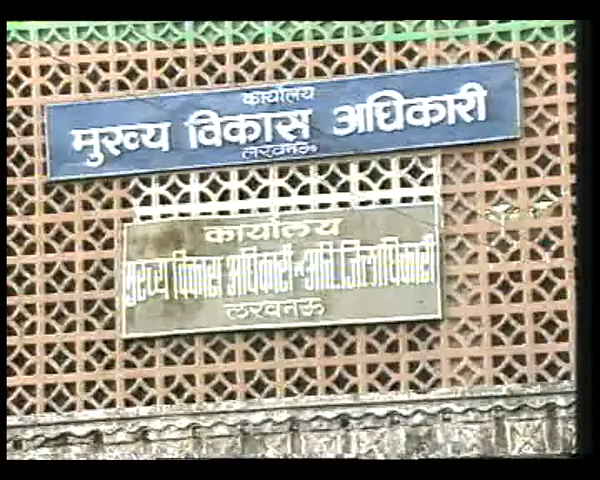 कार्यालय
मुख्य विकास अधिकारी
लखनऊ
कार्यालय
मुख्य विकास अधिकारी अति.जिलाधिकारी
लखनऊ